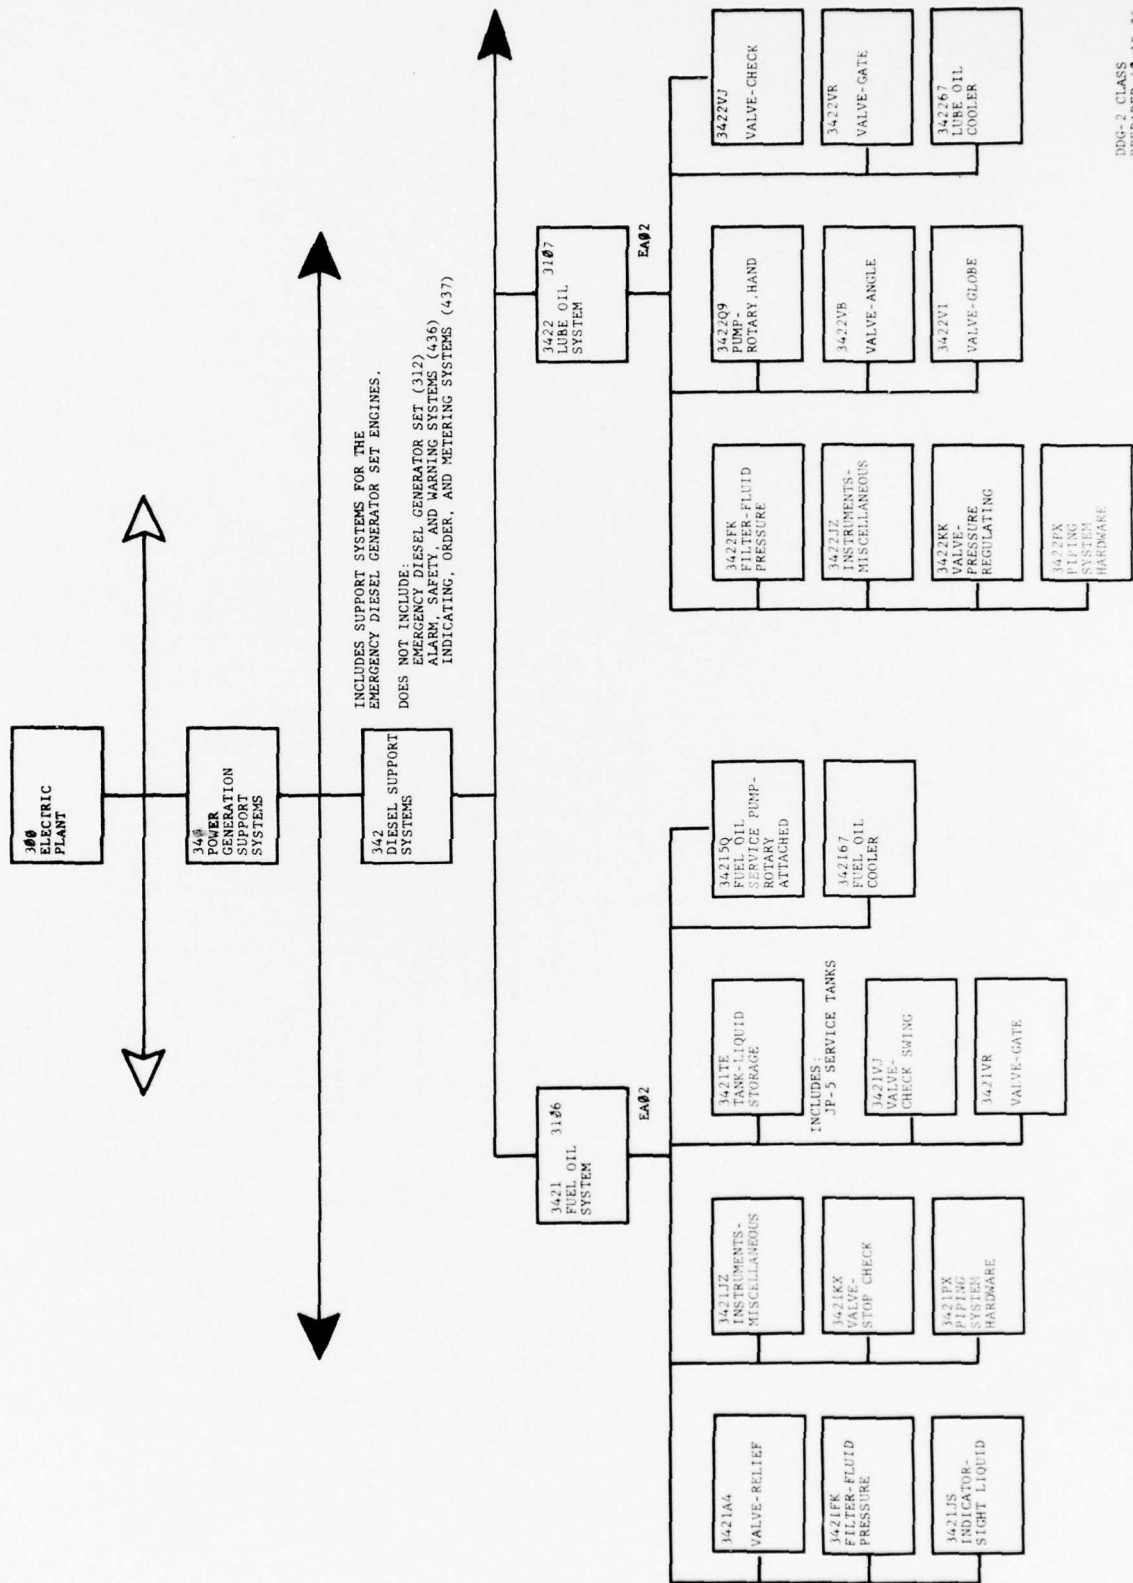 300
ELECTRIC
PLANT
340
POWER
GENERATION
SUPPORT
SYSTEMS
342
DIESEL SUPPORT
SYSTEMS
INCLUDES SUPPORT SYSTEMS FOR THE
EMERGENCY DIESEL GENERATOR SET ENGINES.
DOES NOT INCLUDE:
EMERGENCY DIESEL GENERATOR SET (312)
ALARM, SAFETY, AND WARNING SYSTEMS (436)
INDICATING, ORDER, AND METERING SYSTEMS (437)
3421 31Ø6
FUEL OIL
SYSTEM
EAØ2
3421A4
VALVE-RELIEF
3421FK
FILTER-FLUID
PRESSURE
3421JS
INDICATOR-
SIGHT LIQUID
3421JZ
INSTRUMENTS-
MISCELLANEOUS
3421KX
VALVE-
STOP CHECK
3421PX
PIPING
SYSTEM
HARDWARE
3421TE
TANK-LIQUID
STORAGE
INCLUDES:
JP-5 SERVICE TANKS
3421VJ
VALVE-
CHECK SWING
3421VR
VALVE-GATE
34215Q
FUEL OIL
SERVICE PUMP-
ROTARY
ATTACHED
342167
FUEL OIL
COOLER
3422 31Ø7
LUBE OIL
SYSTEM
EAØ2
3422FK
FILTER-FLUID
PRESSURE
3422JZ
INSTRUMENTS-
MISCELLANEOUS
3422KK
VALVE-
PRESSURE
REGULATING
3422PX
PIPING
SYSTEM
HARDWARE
3422Q9
PUMP-
ROTARY,HAND
3422VB
VALVE-ANGLE
3422VI
VALVE-GLOBE
3422VJ
VALVE-CHECK
3422VR
VALVE-GATE
342267
LUBE OIL
COOLER
DDG-2 CLASS